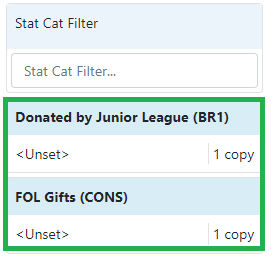 Stat Cat Filter
Stat Cat Filter...
Donated by Junior League (BR1)
<Unset> 1 copy
FOL Gifts (CONS)
<Unset> 1 copy